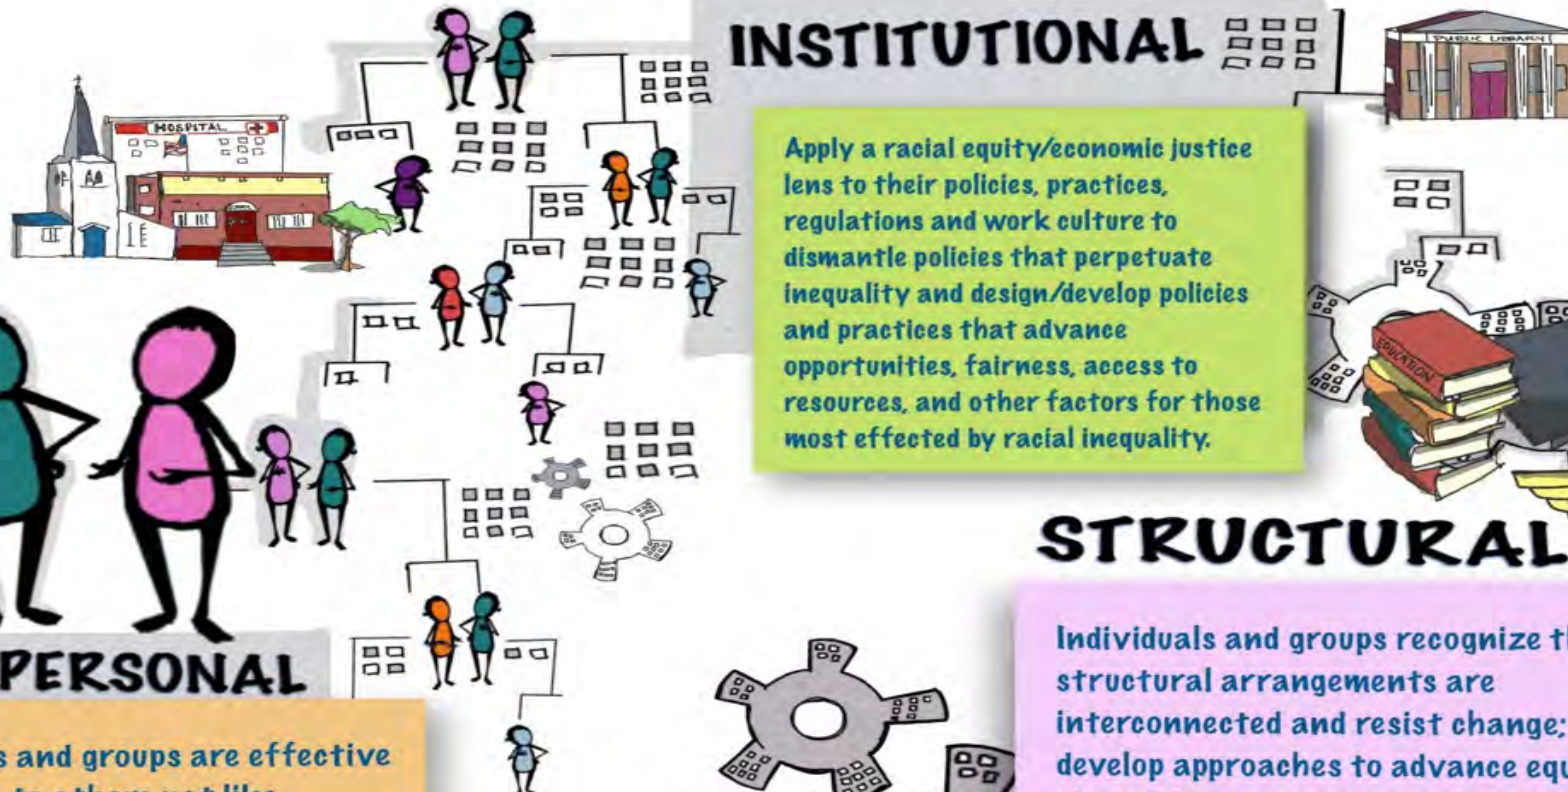 INSTITUTIONAL
PUBLIC LIBRARY
HOSPITAL
Apply a racial equity/economic justice
lens to their policies, practices,
regulations and work culture to
dismantle policies that perpetuate
inequality and design/develop policies
and practices that advance
opportunities, fairness, access to
resources, and other factors for those
most effected by racial inequality.
EDUCATION
STRUCTURAL
Individuals and groups recognize
structural arrangements are
interconnected and resist change;
develop approaches to advance
PERSONAL
and groups are effective